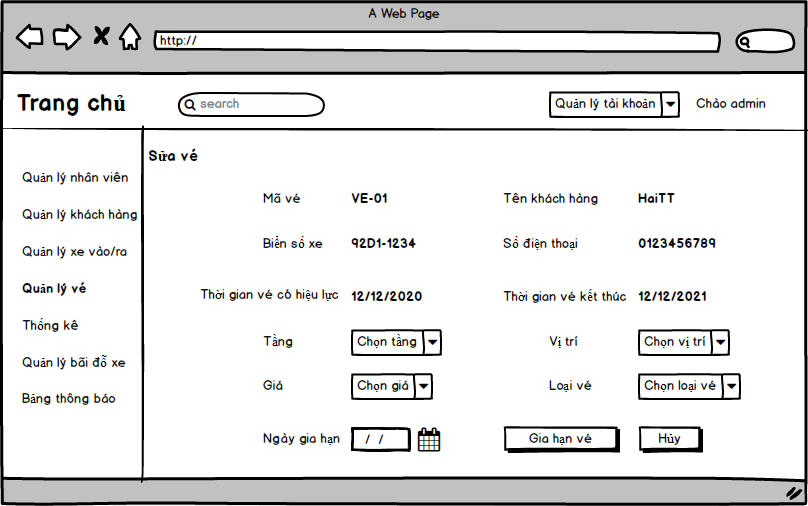 A Web Page
http://
Trang chủ
search
Quản lý tài khoản
Chào admin
Quản lý nhân viên
Quản lý khách hàng
Quản lý xe vào/ra
Quản lý vé
Thống kê
Quản lý bãi đỗ xe
Bảng thông báo
Sửa vé
Mã vé VE-01 Tên khách hàng HaiTT
Biển số xe 92D1-1234 Số điện thoại 0123456789
Thời gian vé có hiệu lực 12/12/2020 Thời gian vé kết thúc 12/12/2021
Tầng Chọn tầng Vị trí Chọn vị trí
Giá Chọn giá Loại vé Chọn loại vé
Ngày gia hạn / / Gia hạn vé Hủy